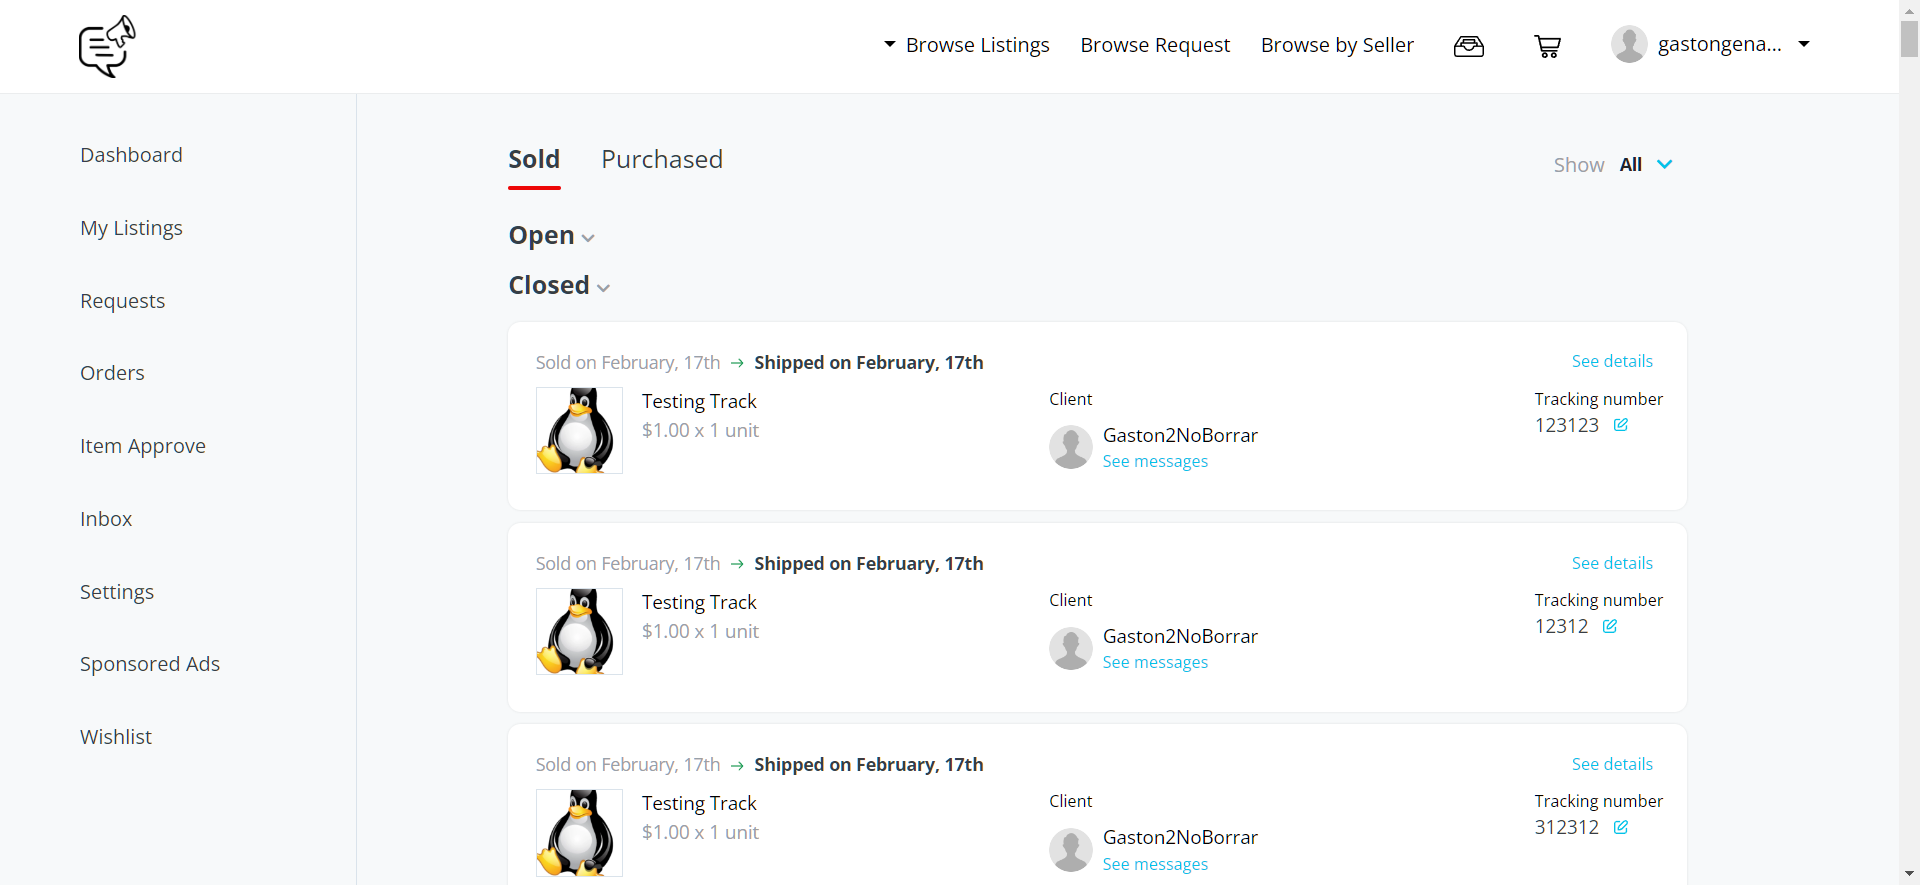 Browse Listings Browse Request Browse by Seller gastongena...
Dashboard
My Listings
Requests
Orders
Item Approve
Inbox
Settings
Sponsored Ads
Wishlist
Sold Purchased Show All
Open
Closed
Sold on February, 17th → Shipped on February, 17th See details
Testing Track Client Tracking number
$1.00 x 1 unit Gaston2NoBorrar 123123
See messages
Sold on February, 17th → Shipped on February, 17th See details
Testing Track Client Tracking number
$1.00 x 1 unit Gaston2NoBorrar 12312
See messages
Sold on February, 17th → Shipped on February, 17th See details
Testing Track Client Tracking number
$1.00 x 1 unit Gaston2NoBorrar 312312
See messages